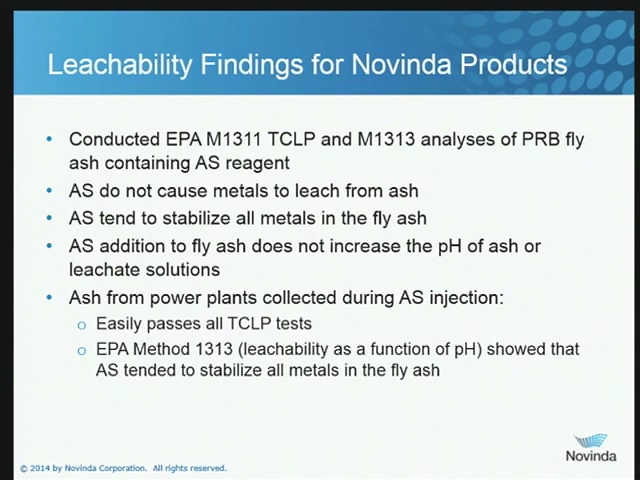 Leachability Findings for Novinda Products
• Conducted EPA M1311 TCLP and M1313 analyses of PRB fly
ash containing AS reagent
• AS do not cause metals to leach from ash
• AS tend to stabilize all metals in the fly ash
• AS addition to fly ash does not increase the pH of ash or
leachate solutions
• Ash from power plants collected during AS injection:
o Easily passes all TCLP tests
o EPA Method 1313 (leachability as a function of pH) showed that
AS tended to stabilize all metals in the fly ash
Novinda
© 2014 by Novinda Corporation. All rights reserved.